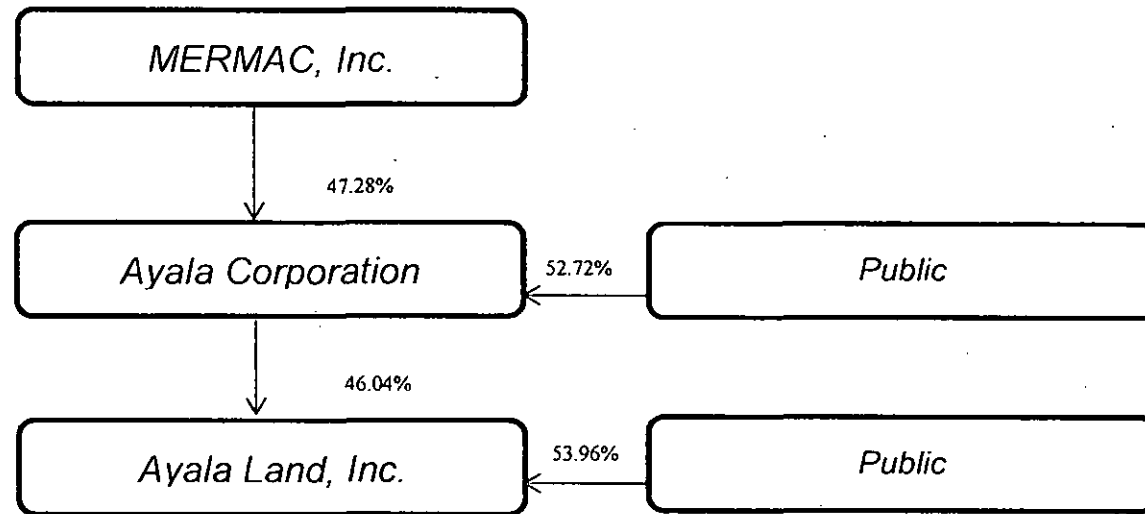 MERMAC, Inc.
47.28%
Ayala Corporation
52.72%
Public
46.04%
Ayala Land, Inc.
53.96%
Public